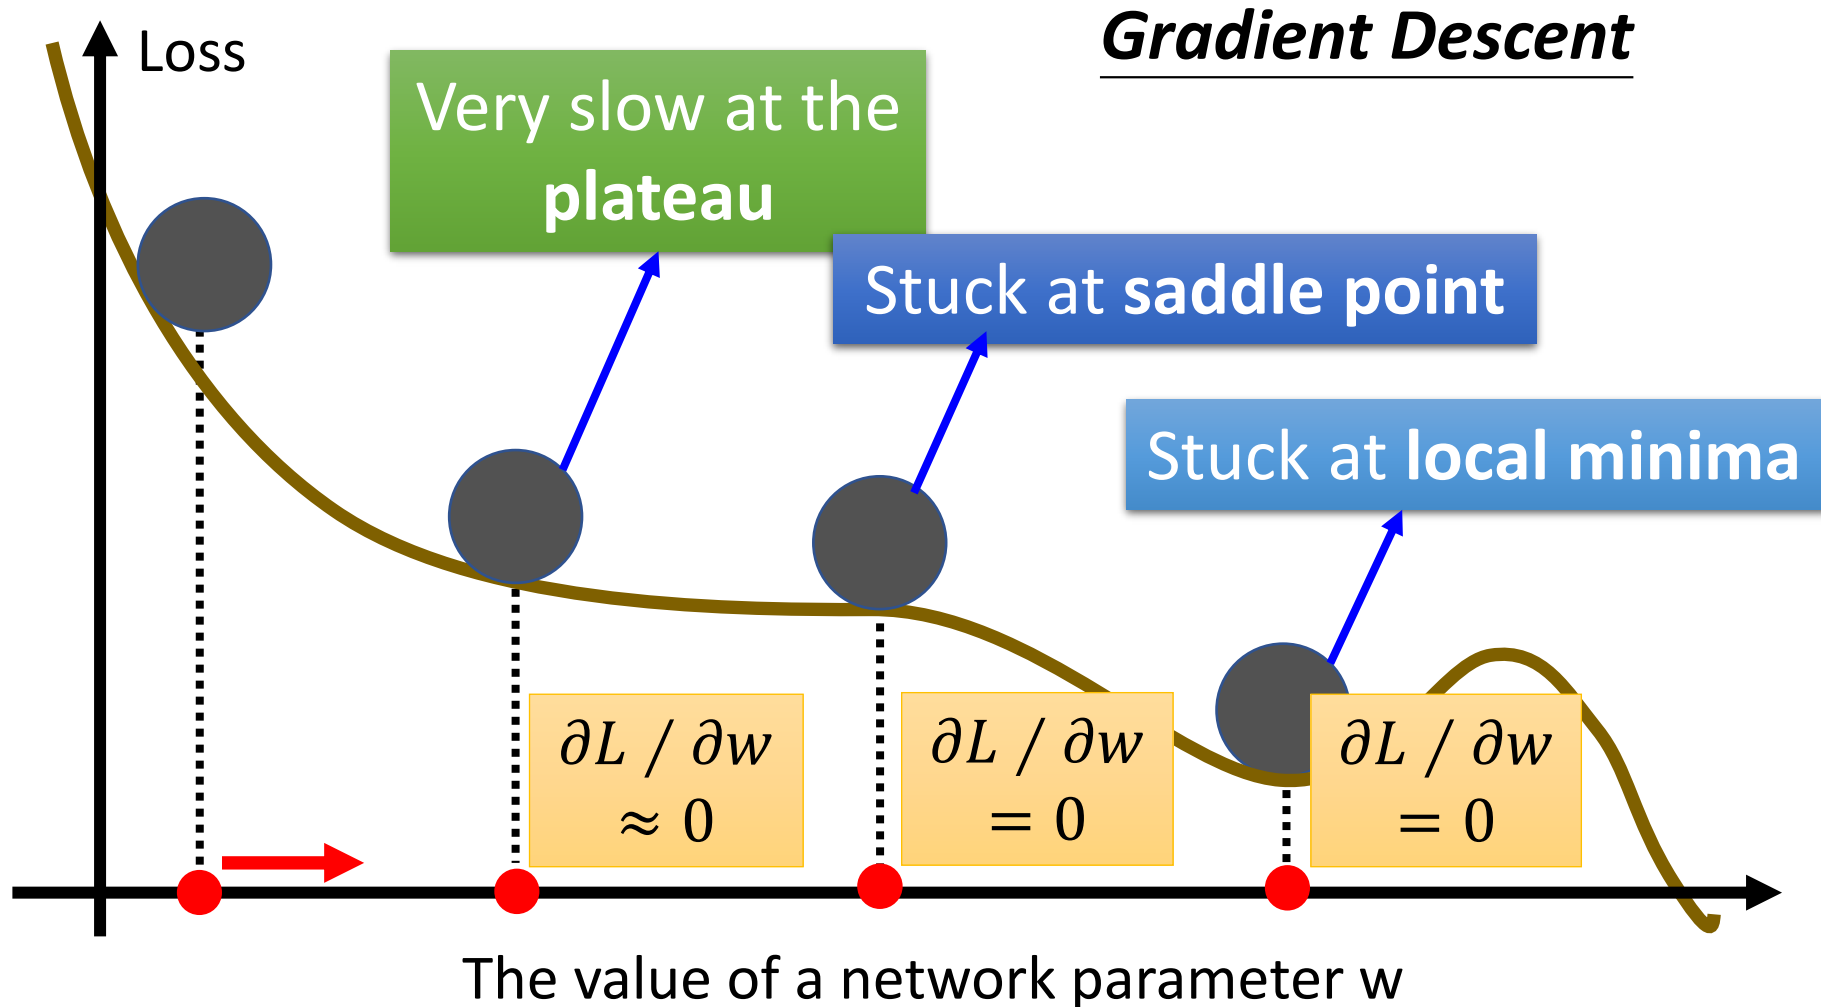 Gradient Descent
Loss
Very slow at the
plateau
Stuck at saddle point
Stuck at local minima
∂L / ∂w
≈ 0
∂L / ∂w
= 0
∂L / ∂w
= 0
The value of a network parameter w